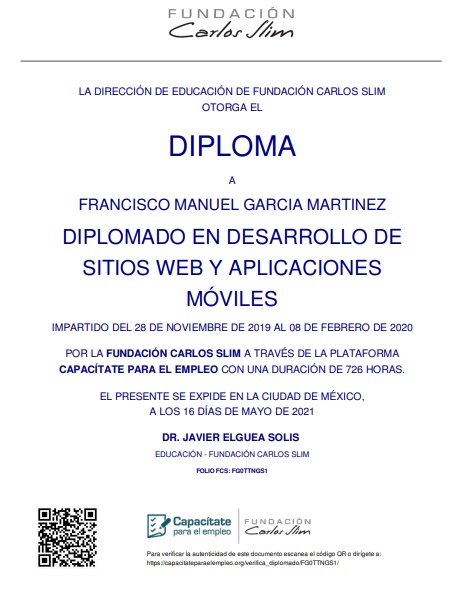 FUNDACIÓN
Carlos Slim
LA DIRECCIÓN DE EDUCACIÓN DE FUNDACIÓN CARLOS SLIM
OTORGA EL
DIPLOMA
A
FRANCISCO MANUEL GARCIA MARTINEZ
DIPLOMADO EN DESARROLLO DE
SITIOS WEB Y APLICACIONES
MÓVILES
IMPARTIDO DEL 28 DE NOVIEMBRE DE 2019 AL 08 DE FEBRERO DE 2020
POR LA FUNDACIÓN CARLOS SLIM A TRAVÉS DE LA PLATAFORMA
CAPACÍTATE PARA EL EMPLEO CON UNA DURACIÓN DE 726 HORAS.
EL PRESENTE SE EXPIDE EN LA CIUDAD DE MÉXICO,
A LOS 16 DÍAS DE MAYO DE 2021
DR. JAVIER ELGUEA SOLIS
EDUCACIÓN - FUNDACIÓN CARLOS SLIM
FOLIO FCS: FG0TTNGS1
Capacítate
para el empleo
FUNDACIÓN
Carlos Slim
Para verificar la autenticidad de este documento escanea el código QR o dirígete a:
https://capacitateparaelempleo.org/verifica_diplomado/FG0TTNGS1/